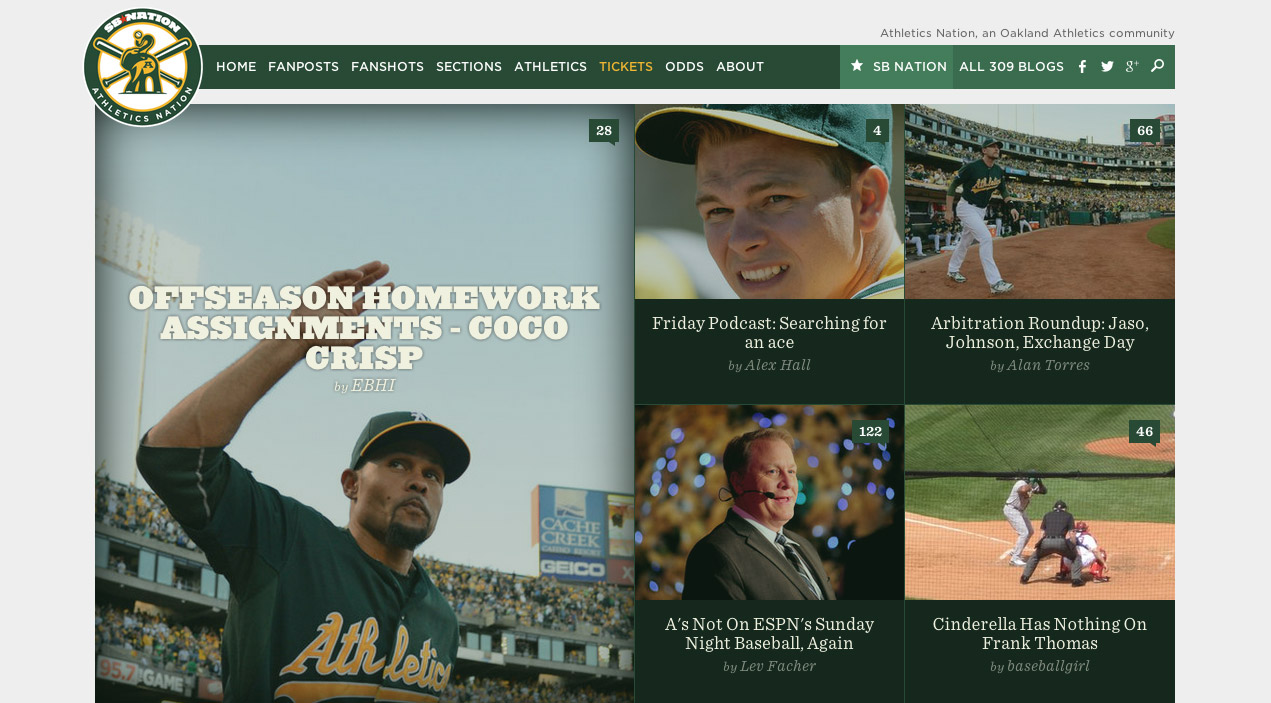 SB NATION
ATHLETICS NATION
Athletics Nation, an Oakland Athletics community
HOME FANPOSTS FANSHOTS SECTIONS ATHLETICS TICKETS ODDS ABOUT
SB NATION ALL 309 BLOGS
28
OFFSEASON HOMEWORK
ASSIGNMENTS - COCO
CRISP
by EBHI
CACHE
CREEK
CASINO RESORT
GEICO
95.7 THE GAME
Athletics
4
Friday Podcast: Searching for
an ace
by Alex Hall
66
Athletics
Arbitration Roundup: Jaso,
Johnson, Exchange Day
by Alan Torres
122
A's Not On ESPN's Sunday
Night Baseball, Again
by Lev Facher
46
Cinderella Has Nothing On
Frank Thomas
by baseballgirl